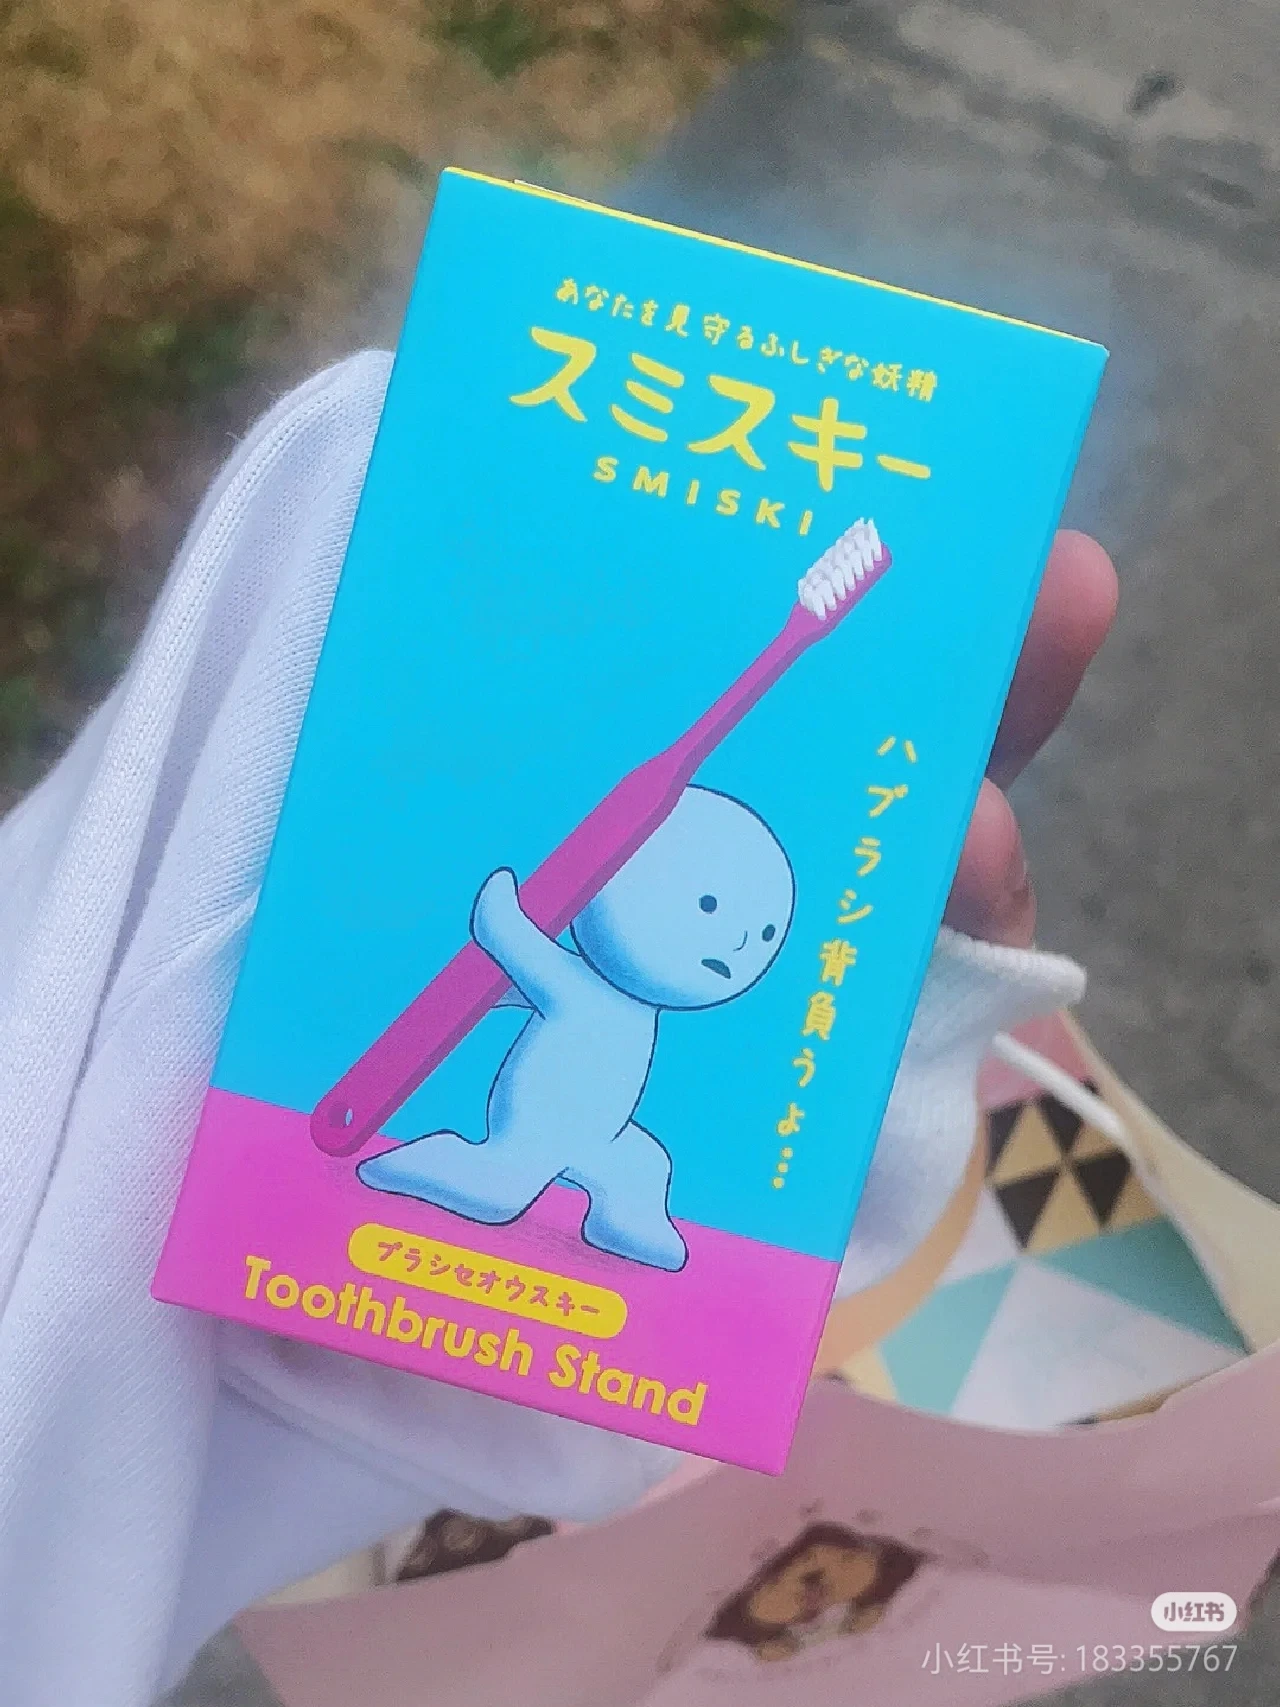 あなたを見守るふしぎな妖精
スミスキー
SMISKI
ハブラシ背負うよ…
ブラシセオウスキー
Toothbrush Stand
小红书
小红书号: 183355767